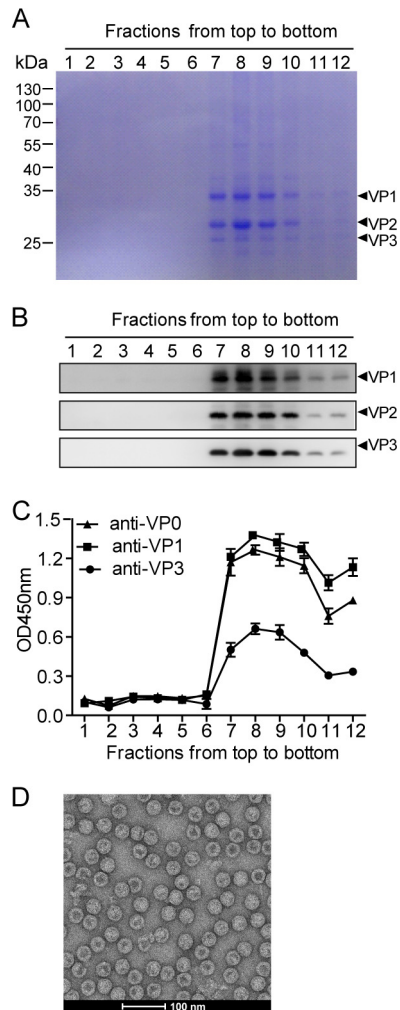 A
Fractions from top to bottom
kDa 1 2 3 4 5 6 7 8 9 10 11 12
130
100
70
55
40
35
25
VP1
VP2
VP3
B
Fractions from top to bottom
1 2 3 4 5 6 7 8 9 10 11 12
VP1
VP2
VP3
C
anti-VP0
anti-VP1
anti-VP3
OD450nm
1.5
1.2
0.9
0.6
0.3
0.0
1 2 3 4 5 6 7 8 9 10 11 12
Fractions from top to bottom
D
100 nm